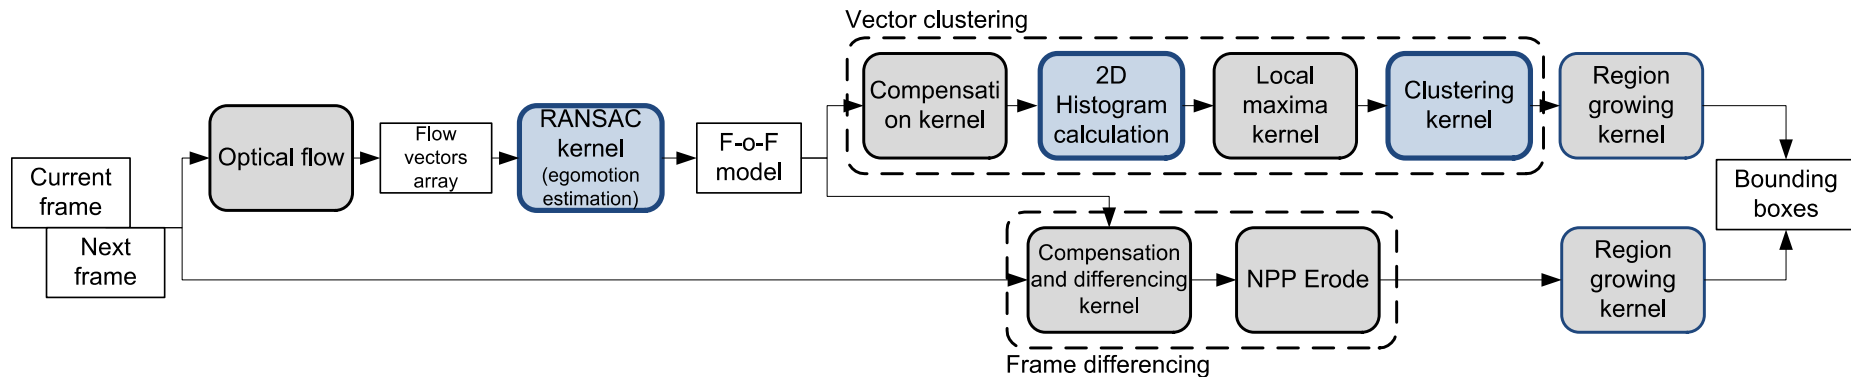 Vector clustering
Current
frame
Next
frame
Optical flow
Flow
vectors
array
RANSAC
kernel
(egomotion
estimation)
F-o-F
model
Compensati
on kernel
2D
Histogram
calculation
Local
maxima
kernel
Clustering
kernel
Region
growing
kernel
Compensation
and differencing
kernel
NPP Erode
Region
growing
kernel
Bounding
boxes
Frame differencing